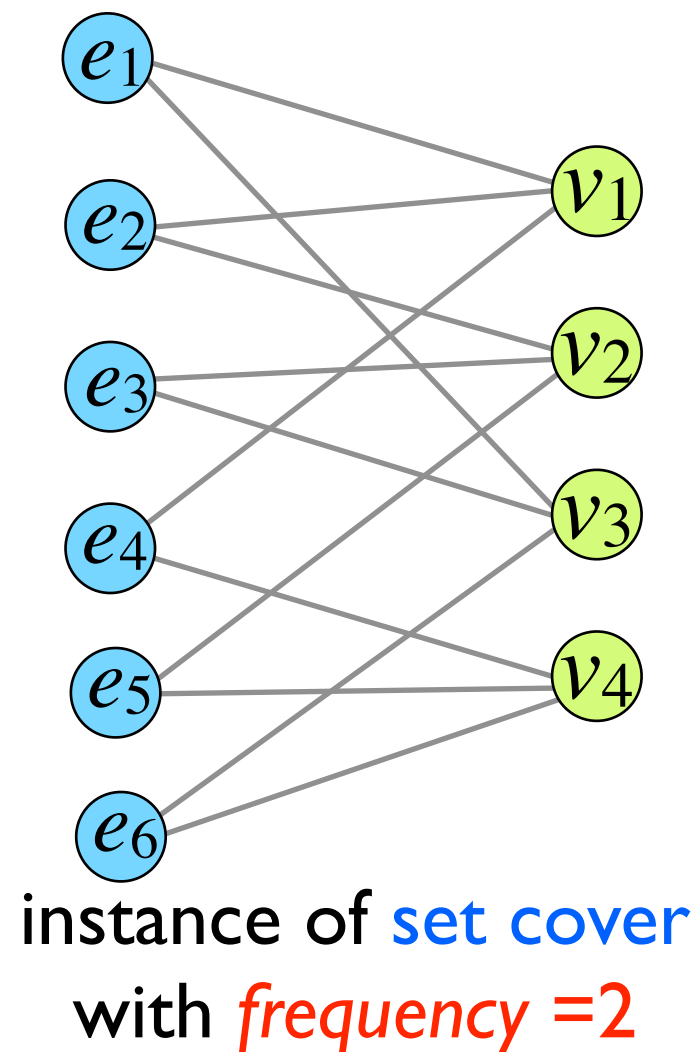 e1
v1
e2
v2
e3
v3
e4
v4
e5
e6
instance of set cover
with frequency =2